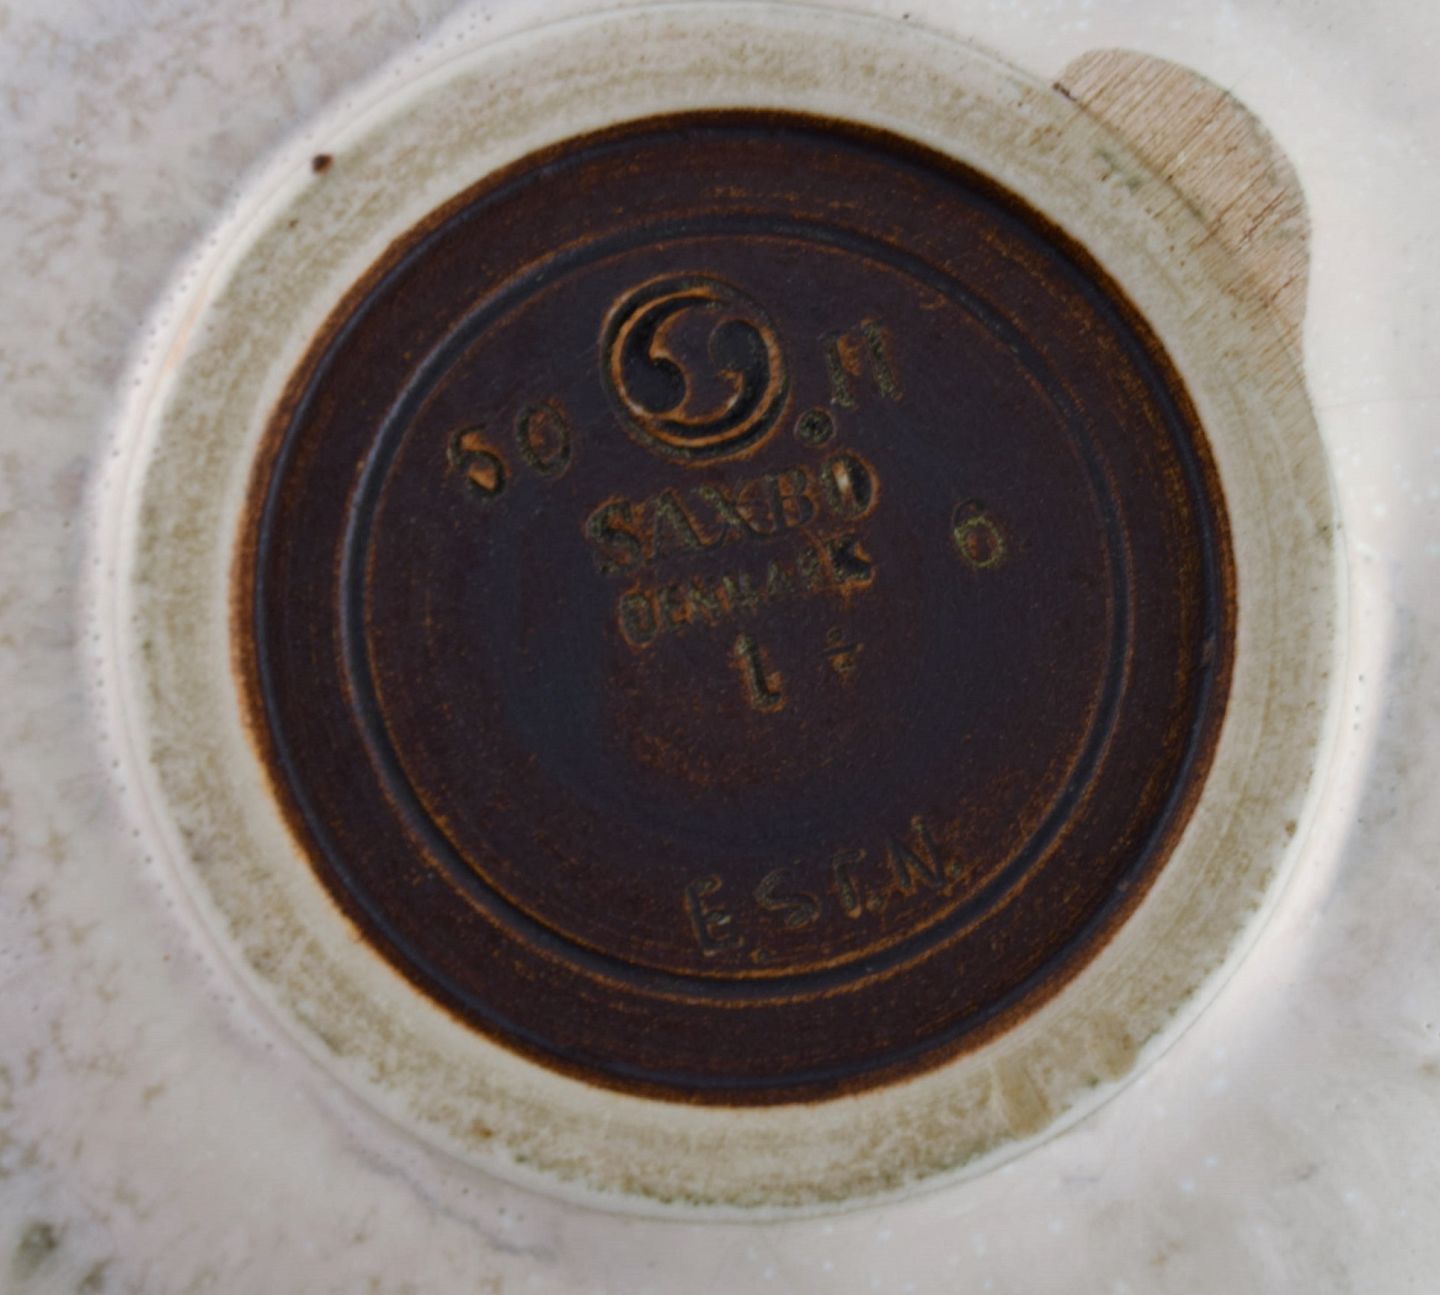 50
SAXBO
DENMARK
6
E.ST.N.